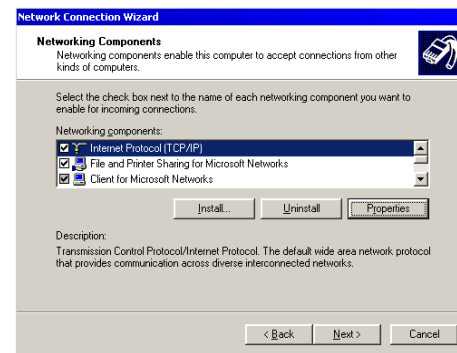 Network Connection Wizard
Networking Components
Networking components enable this computer to accept connections from other
kinds of computers.
Select the check box next to the name of each networking component you want to
enable for incoming connections.
Networking components:
Internet Protocol (TCP/IP)
File and Printer Sharing for Microsoft Networks
Client for Microsoft Networks
Install...
Uninstall
Properties
Description:
Transmission Control Protocol/Internet Protocol. The default wide area network protocol
that provides communication across diverse interconnected networks.
< Back
Next >
Cancel